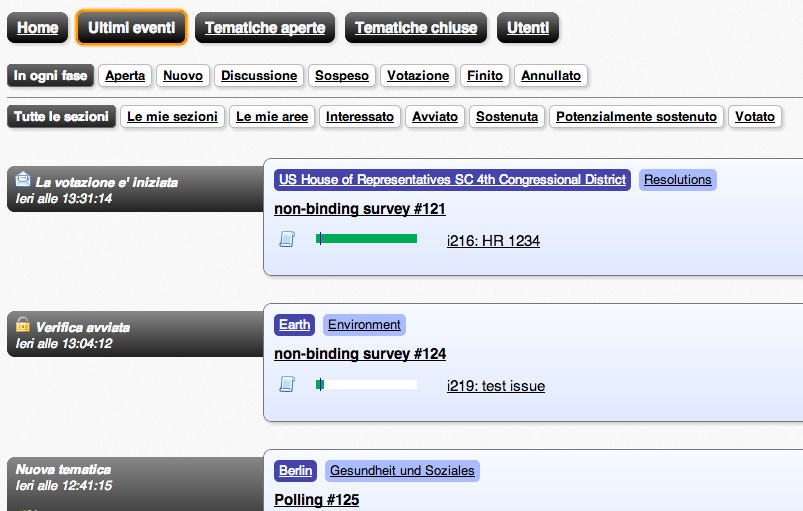 Home Ultimi eventi Tematiche aperte Tematiche chiuse Utenti
In ogni fase Aperta Nuovo Discussione Sospeso Votazione Finito Annullato
Tutte le sezioni Le mie sezioni Le mie aree Interessato Avviato Sostenuta Potenzialmente sostenuto Votato
La votazione e' iniziata
Ieri alle 13:31:14
US House of Representatives SC 4th Congressional District Resolutions
non-binding survey #121
i216: HR 1234
Verifica avviata
Ieri alle 13:04:12
Earth Environment
non-binding survey #124
i219: test issue
Nuova tematica
Ieri alle 12:41:15
Berlin Gesundheit und Soziales
Polling #125